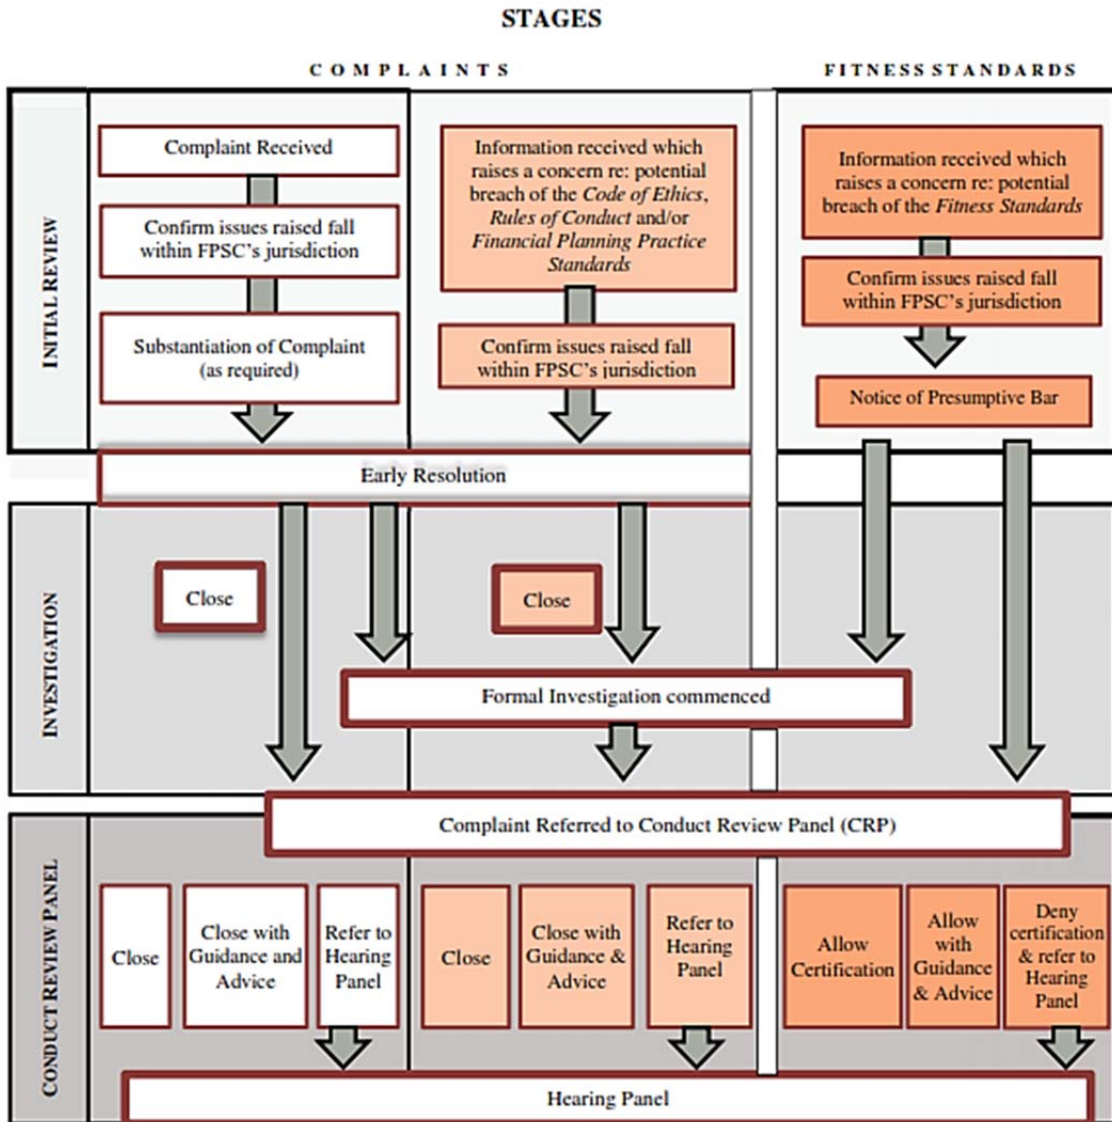 STAGES
COMPLAINTS
FITNESS STANDARDS
INITIAL REVIEW
Complaint Received
Confirm issues raised fall
within FPSC's jurisdiction
Substantiation of Complaint
(as required)
Information received which
raises a concern re: potential
breach of the Code of Ethics,
Rules of Conduct and/or
Financial Planning Practice
Standards
Confirm issues raised fall
within FPSC's jurisdiction
Information received which
raises a concern re: potential
breach of the Fitness Standards
Confirm issues raised fall
within FPSC's jurisdiction
Notice of Presumptive Bar
Early Resolution
INVESTIGATION
Close
Close
Formal Investigation commenced
Complaint Referred to Conduct Review Panel (CRP)
CONDUCT REVIEW PANEL
Close
Close with
Guidance and
Advice
Refer to
Hearing
Panel
Close
Close with
Guidance &
Advice
Refer to
Hearing
Panel
Allow
Certification
Allow
with
Guidance
& Advice
Deny
certification
& refer to
Hearing
Panel
Hearing Panel